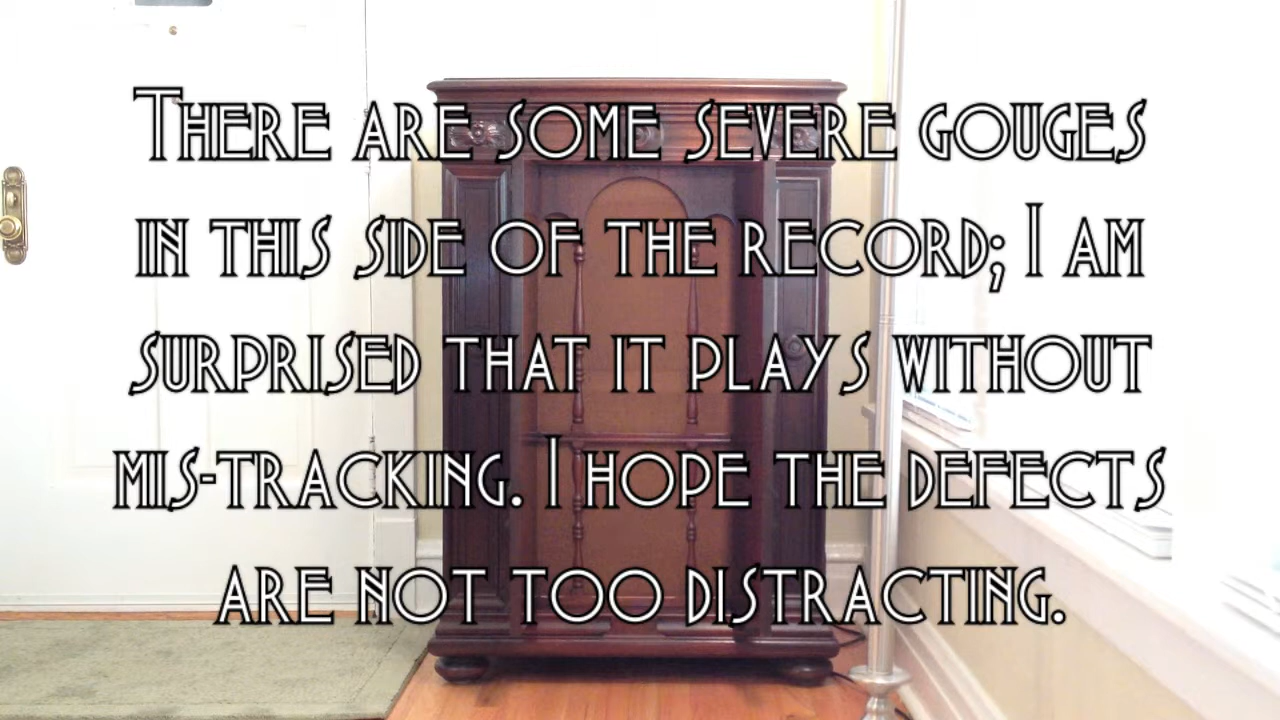 There are some severe gouges
in this side of the record; I am
surprised that it plays without
mis-tracking. I hope the defects
are not too distracting.